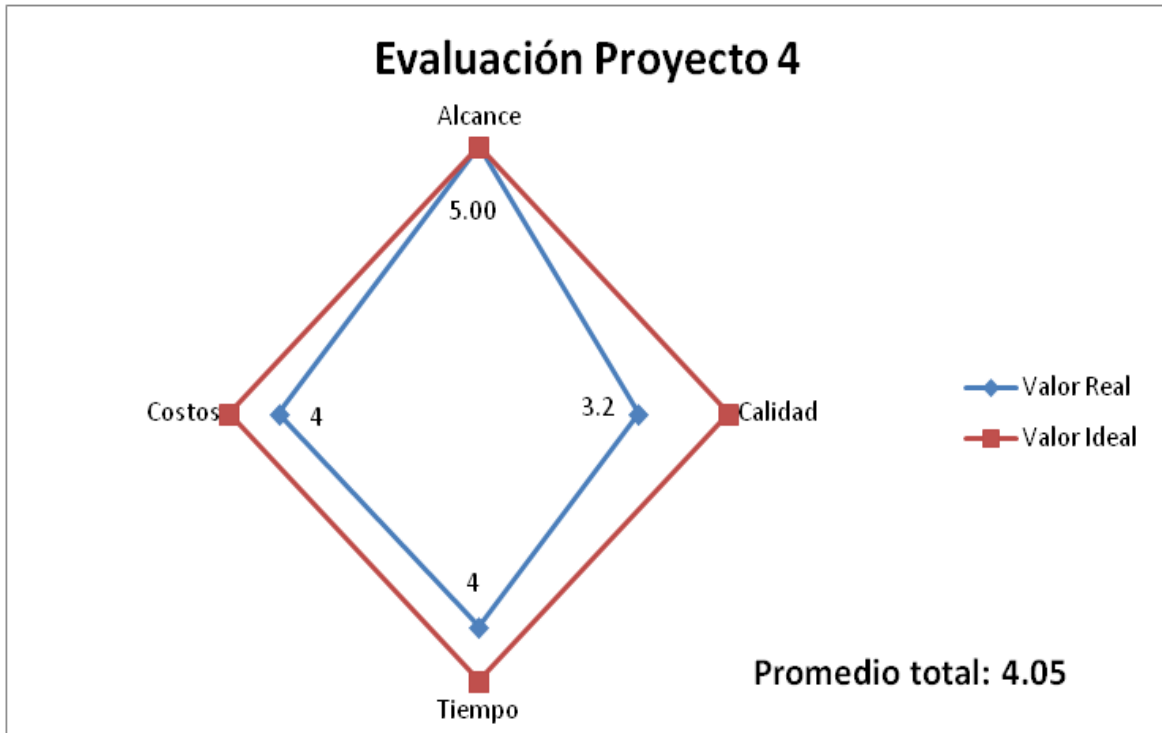 Evaluación Proyecto 4
Alcance
5.00
Costos
4
3.2
Calidad
Valor Real
Valor Ideal
4
Tiempo
Promedio total: 4.05